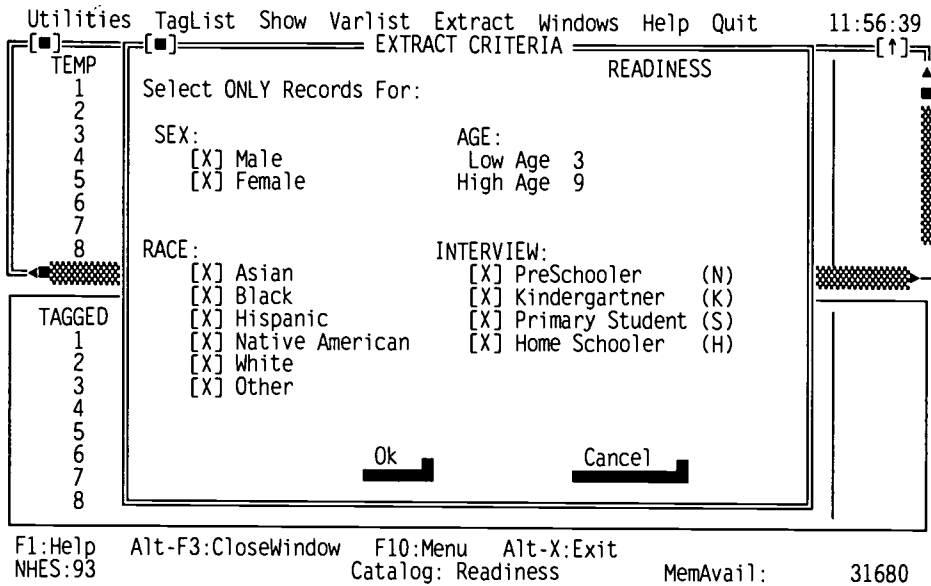 Utilities TagList Show Varlist Extract Windows Help Quit 11:56:39
[■] [■] EXTRACT CRITERIA [↑]
TEMP READINESS
1 Select ONLY Records For:
2
3 SEX: AGE:
4 [X] Male Low Age 3
5 [X] Female High Age 9
6
7
8 RACE: INTERVIEW:
[X] Asian [X] PreSchooler (N)
[X] Black [X] Kindergartner (K)
TAGGED [X] Hispanic [X] Primary Student (S)
1 [X] Native American [X] Home Schooler (H)
2 [X] White
3 [X] Other
4
5
6 Ok Cancel
7
8
F1:Help Alt-F3:CloseWindow F10:Menu Alt-X:Exit
NHES:93 Catalog: Readiness MemAvail: 31680